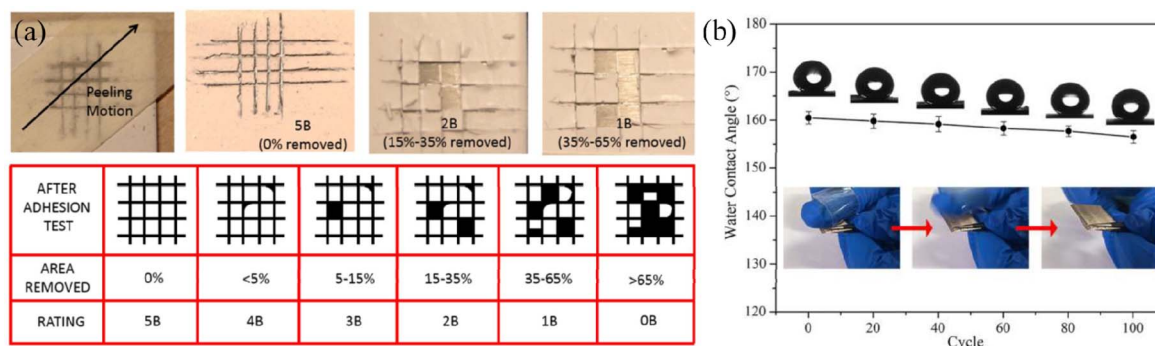 (a)
Peeling
Motion
5B
(0% removed)
2B
(15%-35% removed)
1B
(35%-65% removed)
AFTER
ADHESION
TEST
AREA
REMOVED
0%
<5%
5-15%
15-35%
35-65%
>65%
RATING
5B
4B
3B
2B
1B
0B
(b)
Water Contact Angle (°)
180
170
160
150
140
130
120
0
20
40
60
80
100
Cycle